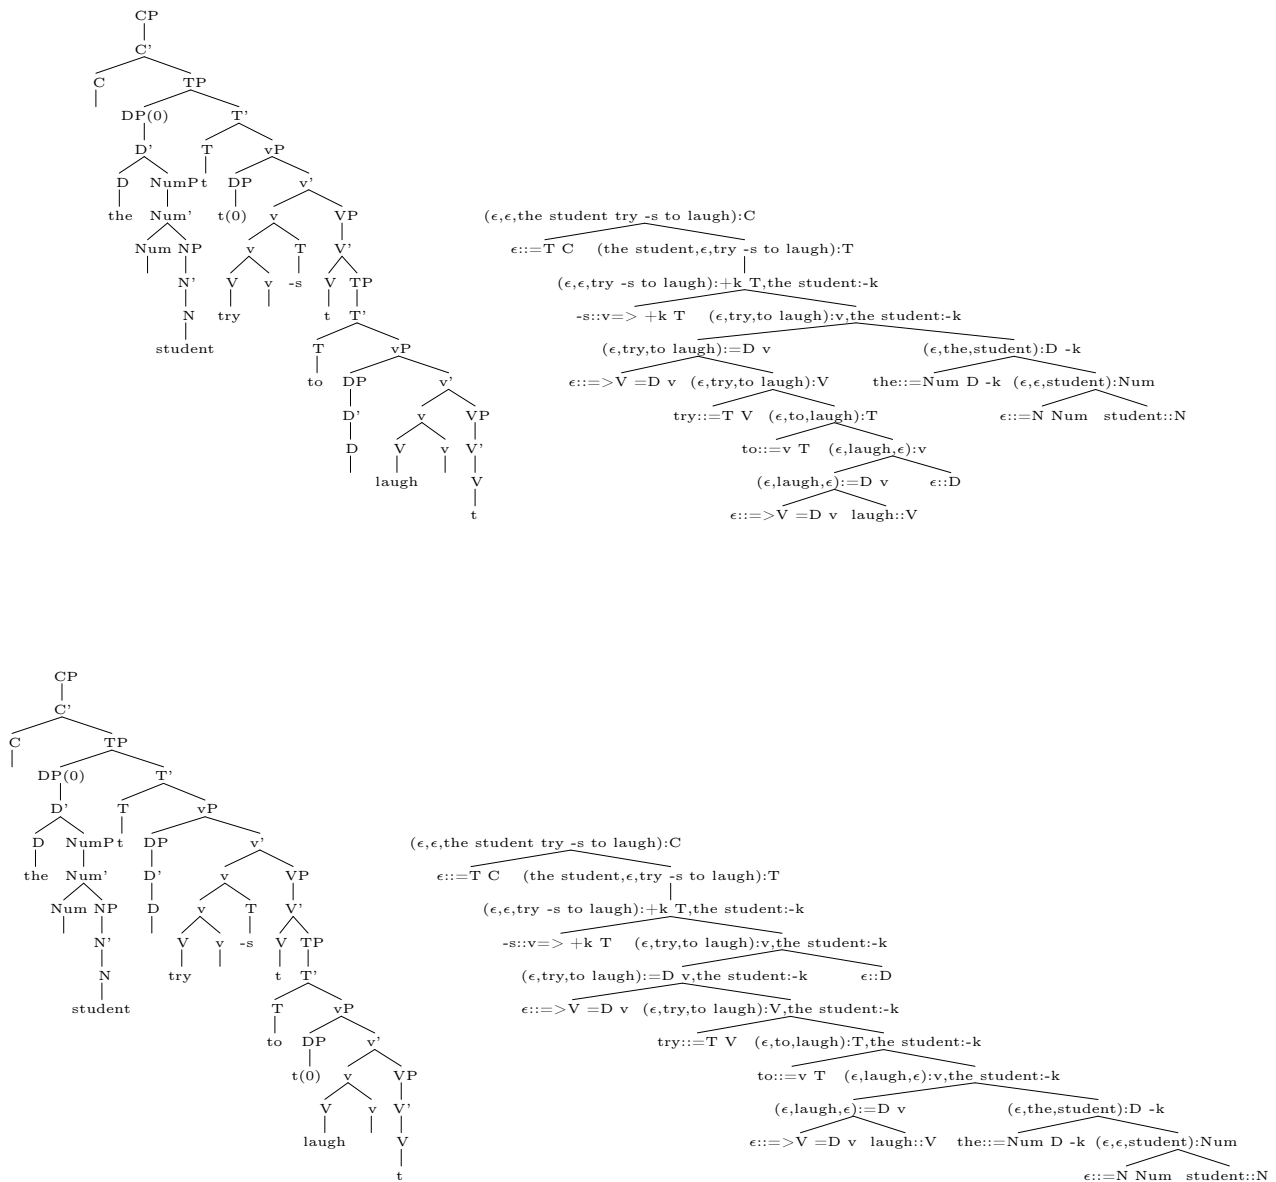 CP
C'
C TP
DP(0) T'
D' T vP
D NumP t DP v'
the Num' t(0) v VP (ϵ,ϵ,the student try -s to laugh):C
Num NP v T V' ϵ::=T C (the student,ϵ,try -s to laugh):T
N' V v -s V TP (ϵ,ϵ,try -s to laugh):+k T,the student:-k
N try t T' -s::v=> +k T (ϵ,try,to laugh):v,the student:-k
student T vP (ϵ,try,to laugh):=D v (ϵ,the,student):D -k
to DP v' ϵ::=>V =D v (ϵ,try,to laugh):V the::=Num D -k (ϵ,ϵ,student):Num
D' v VP try::=T V (ϵ,to,laugh):T ϵ::=N Num student::N
D V v V' to::=v T (ϵ,laugh,ϵ):v
laugh V (ϵ,laugh,ϵ):=D v ϵ::D
t ϵ::=>V =D v laugh::V
CP
C'
C TP
DP(0) T'
D' T vP
D NumP t DP v' (ϵ,ϵ,the student try -s to laugh):C
the Num' D' v VP ϵ::=T C (the student,ϵ,try -s to laugh):T
Num NP D v T V' (ϵ,ϵ,try -s to laugh):+k T,the student:-k
N' V v -s V TP -s::v=> +k T (ϵ,try,to laugh):v,the student:-k
N try t T' (ϵ,try,to laugh):=D v,the student:-k ϵ::D
student T vP ϵ::=>V =D v (ϵ,try,to laugh):V,the student:-k
to DP v' try::=T V (ϵ,to,laugh):T,the student:-k
t(0) v VP to::=v T (ϵ,laugh,ϵ):v,the student:-k
V v V' (ϵ,laugh,ϵ):=D v (ϵ,the,student):D -k
laugh V ϵ::=>V =D v laugh::V the::=Num D -k (ϵ,ϵ,student):Num
t ϵ::=N Num student::N